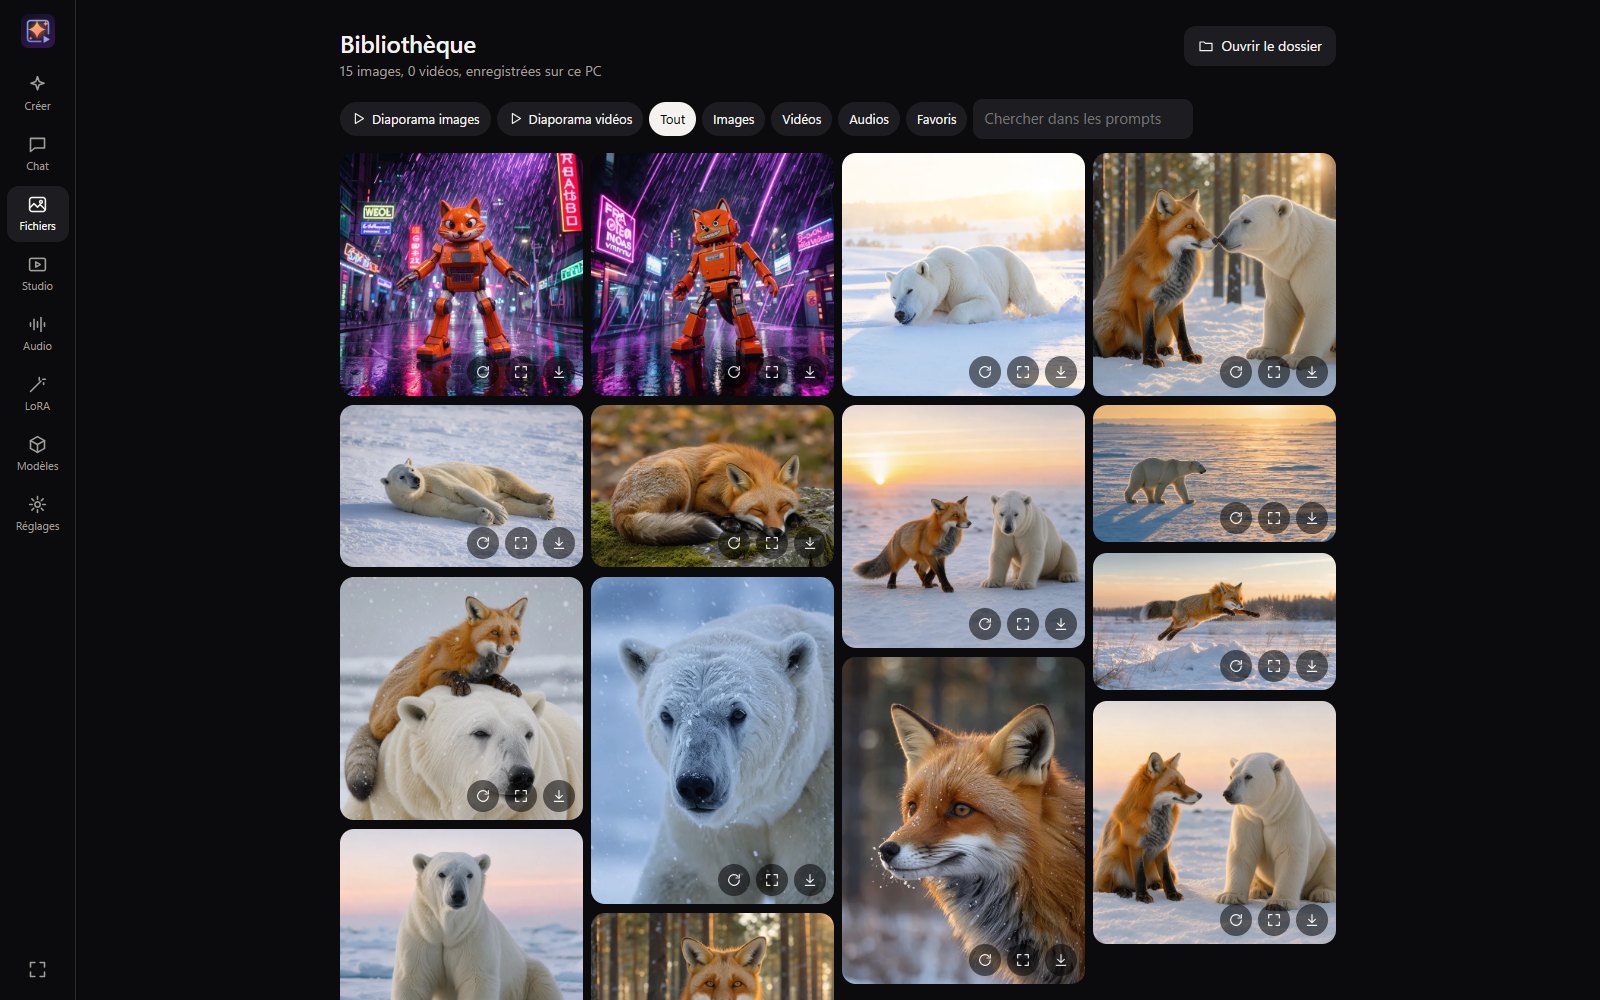 Bibliothèque
15 images, 0 vidéos, enregistrées sur ce PC
Ouvrir le dossier
Diaporama images
Diaporama vidéos
Tout
Images
Vidéos
Audios
Favoris
Chercher dans les prompts
Créer
Chat
Fichiers
Studio
Audio
LoRA
Modèles
Réglages
WEOL